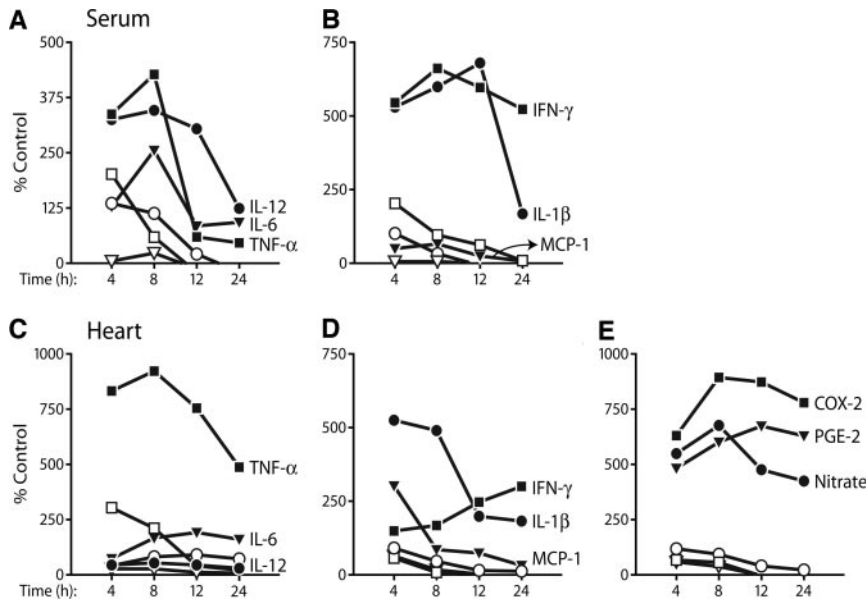 A Serum
500
375
250
125
0
% Control
IL-12
IL-6
TNF-α
Time (h): 4 8 12 24
B
750
500
250
0
IFN-γ
IL-1β
MCP-1
4 8 12 24
C Heart
1000
750
500
250
0
% Control
TNF-α
IL-6
IL-12
Time (h): 4 8 12 24
D
750
500
250
0
IFN-γ
IL-1β
MCP-1
4 8 12 24
E
1000
750
500
250
0
COX-2
PGE-2
Nitrate
4 8 12 24